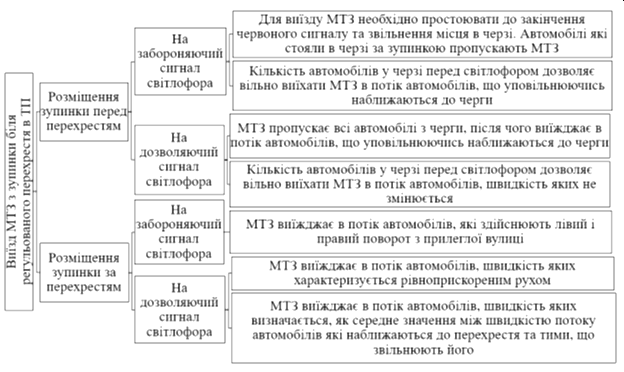 Виїзд МТЗ з зупинки біля
регульованого перехрестя в ТП
Розміщення
зупинки перед
перехрестям
На
забороняючий
сигнал
світлофора
Для виїзду МТЗ необхідно простоювати до закінчення
червоного сигналу та звільнення місця в черзі. Автомобілі які
стояли в черзі за зупинкою пропускають МТЗ
Кількість автомобілів у черзі перед світлофором дозволяє
вільно виїхати МТЗ в потік автомобілів, що уповільнюючись
наближаються до черги
На
дозволяючий
сигнал
світлофора
МТЗ пропускає всі автомобілі з черги, після чого виїжджає в
потік автомобілів, що уповільнюючись наближаються до черги
Кількість автомобілів у черзі перед світлофором дозволяє
вільно виїхати МТЗ в потік автомобілів, швидкість яких не
змінюється
Розміщення
зупинки за
перехрестям
На
забороняючий
сигнал
світлофора
МТЗ виїжджає в потік автомобілів, які здійснюють лівий і
правий поворот з прилеглої вулиці
На
дозволяючий
сигнал
світлофора
МТЗ виїжджає в потік автомобілів, швидкість яких
характеризується рівноприскореним рухом
МТЗ виїжджає в потік автомобілів, швидкість яких
визначається, як середнє значення між швидкістю потоку
автомобілів які наближаються до перехрестя та тими, що
звільнюють його